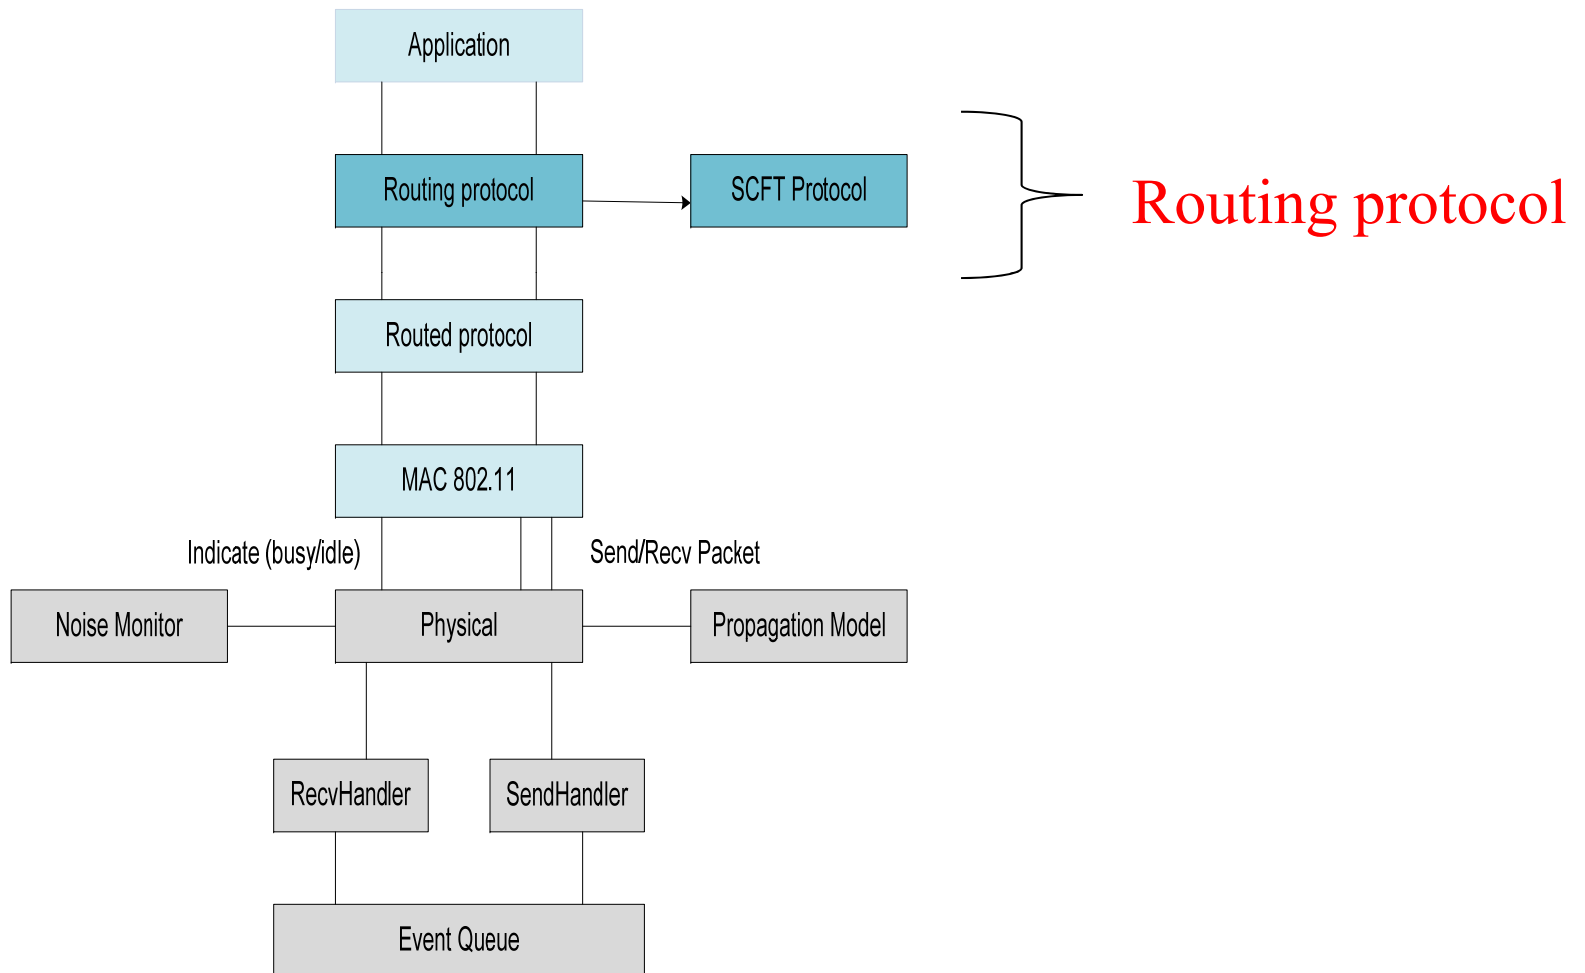 Application
Routing protocol
SCFT Protocol
Routing protocol
Routed protocol
MAC 802.11
Indicate (busy/idle)
Send/Recv Packet
Noise Monitor
Physical
Propagation Model
RecvHandler
SendHandler
Event Queue